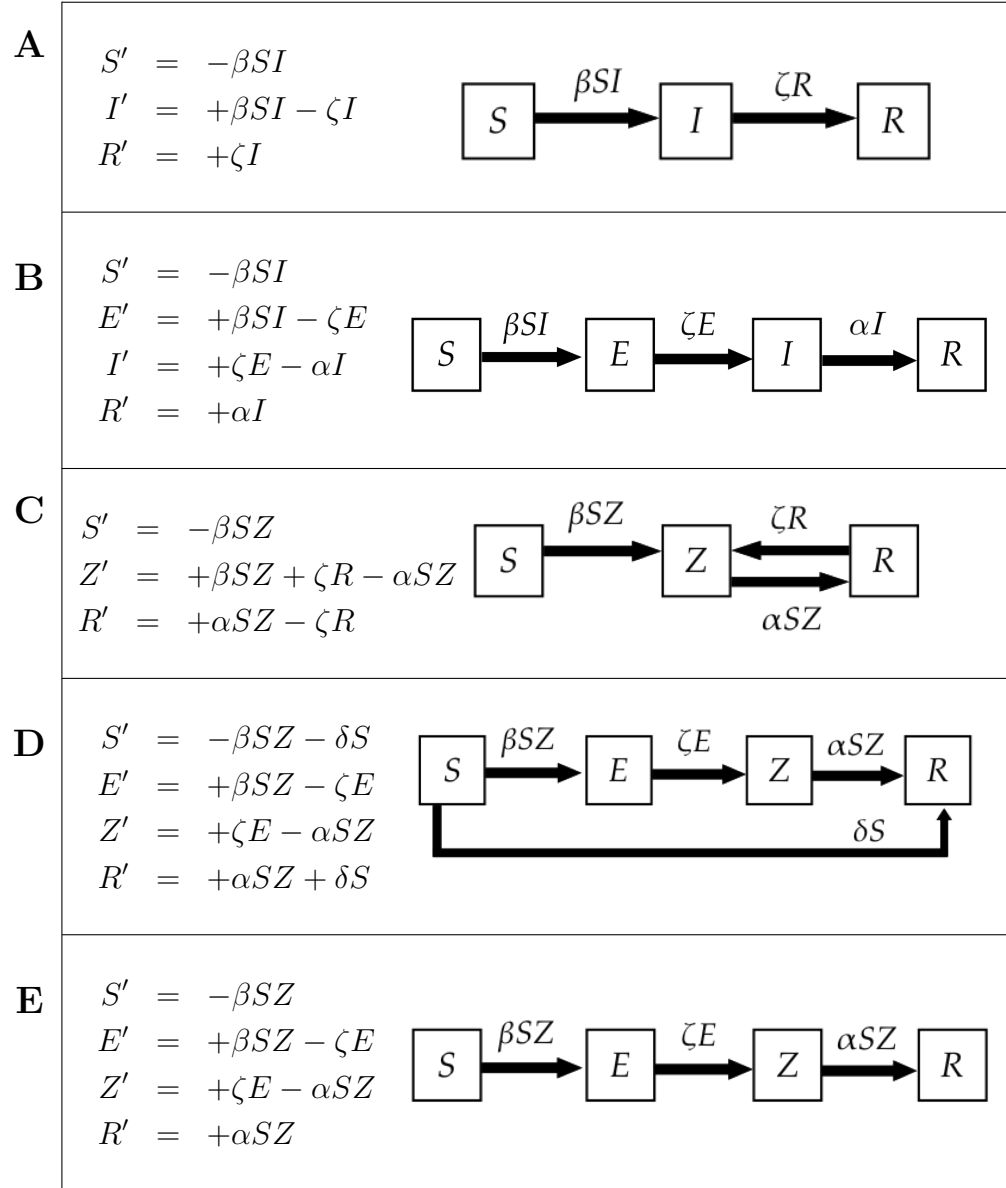 A
S′ = −βSI
I′ = +βSI − ζI
R′ = +ζI
βSI ζR
S I R
B
S′ = −βSI
E′ = +βSI − ζE
I′ = +ζE − αI
R′ = +αI
βSI ζE αI
S E I R
C
S′ = −βSZ
Z′ = +βSZ + ζR − αSZ
R′ = +αSZ − ζR
βSZ ζR
S Z R
αSZ
D
S′ = −βSZ − δS
E′ = +βSZ − ζE
Z′ = +ζE − αSZ
R′ = +αSZ + δS
βSZ ζE αSZ
S E Z R
δS
E
S′ = −βSZ
E′ = +βSZ − ζE
Z′ = +ζE − αSZ
R′ = +αSZ
βSZ ζE αSZ
S E Z R